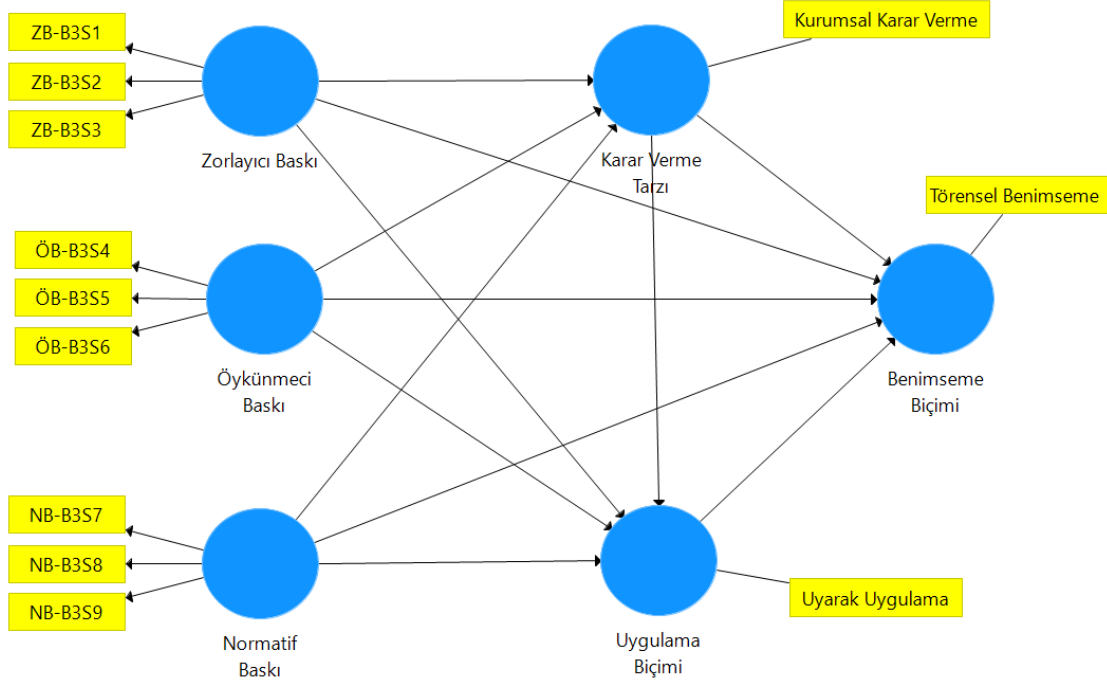 ZB-B3S1
ZB-B3S2
ZB-B3S3
Zorlayıcı Baskı
Kurumsal Karar Verme
Karar Verme
Tarzı
Törensel Benimseme
ÖB-B3S4
ÖB-B3S5
ÖB-B3S6
Öykünmeci
Baskı
Benimseme
Biçimi
NB-B3S7
NB-B3S8
NB-B3S9
Normatif
Baskı
Uyarak Uygulama
Uygulama
Biçimi